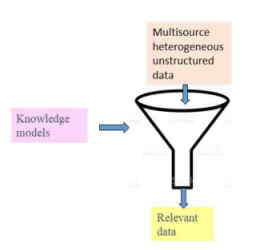 Multisource
heterogeneous
unstructured
data
Knowledge
models
Relevant
data